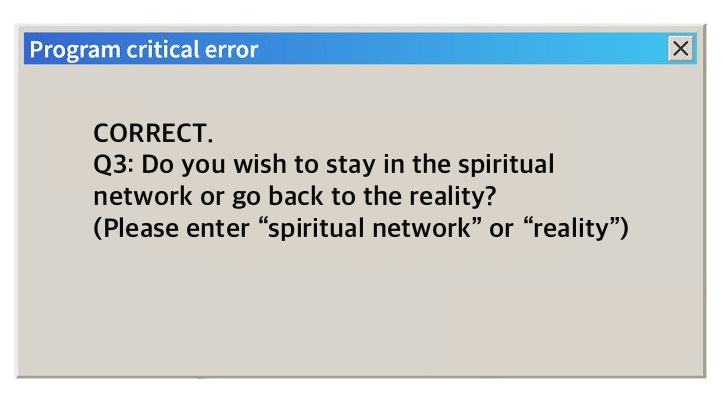 Program critical error
CORRECT.
Q3: Do you wish to stay in the spiritual
network or go back to the reality?
(Please enter “spiritual network” or “reality”)